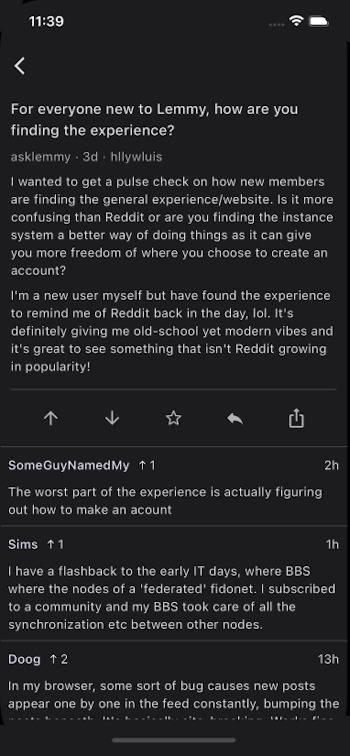 11:39
For everyone new to Lemmy, how are you
finding the experience?
asklemmy · 3d · hllywluis
I wanted to get a pulse check on how new members
are finding the general experience/website. Is it more
confusing than Reddit or are you finding the instance
system a better way of doing things as it can give
you more freedom of where you choose to create an
account?
I'm a new user myself but have found the experience
to remind me of Reddit back in the day, lol. It's
definitely giving me old-school yet modern vibes and
it's great to see something that isn't Reddit growing
in popularity!
SomeGuyNamedMy ↑ 1 2h
The worst part of the experience is actually figuring
out how to make an acount
Sims ↑ 1 1h
I have a flashback to the early IT days, where BBS
where the nodes of a 'federated' fidonet. I subscribed
to a community and my BBS took care of all the
synchronization etc between other nodes.
Doog ↑ 2 13h
In my browser, some sort of bug causes new posts
appear one by one in the feed constantly, bumping the